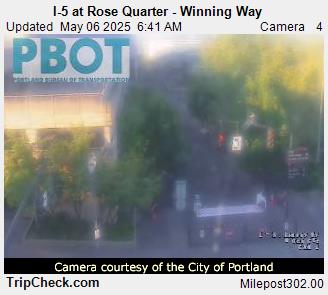 I-5 at Rose Quarter - Winning Way
Updated May 06 2025 6:41 AM Camera 4
PBOT
PORTLAND BUREAU OF TRANSPORTATION
Camera courtesy of the City of Portland
TripCheck.com Milepost302.00